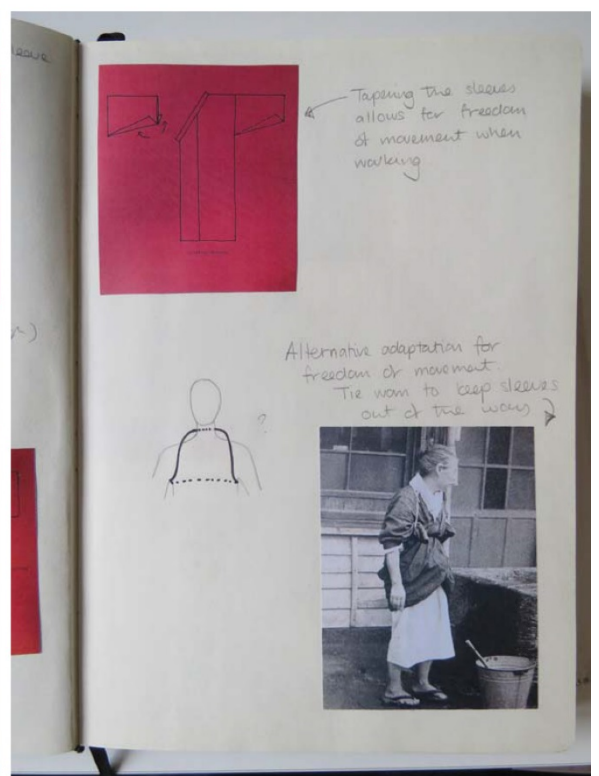 Tapering the sleeves
allows for freedom
of movement when
working
Alternative adaptation for
freedom of movement.
Tie worn to keep sleeves
out of the way
?